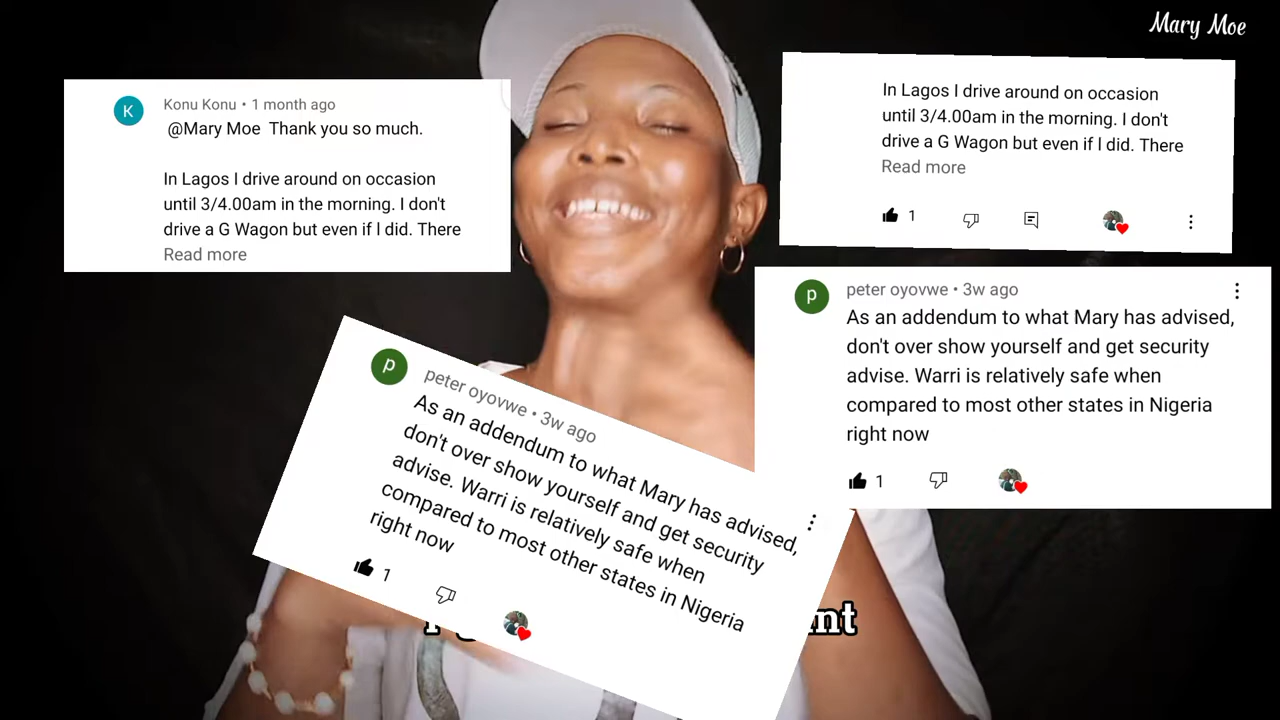 Mary Moe
K
Konu Konu • 1 month ago
@Mary Moe Thank you so much.
In Lagos I drive around on occasion
until 3/4.00am in the morning. I don't
drive a G Wagon but even if I did. There
Read more
In Lagos I drive around on occasion
until 3/4.00am in the morning. I don't
drive a G Wagon but even if I did. There
Read more
1
p
peter oyovwe • 3w ago
As an addendum to what Mary has advised,
don't over show yourself and get security
advise. Warri is relatively safe when
compared to most other states in Nigeria
right now
1
p
peter oyovwe • 3w ago
As an addendum to what Mary has advised,
don't over show yourself and get security
advise. Warri is relatively safe when
compared to most other states in Nigeria
right now
1